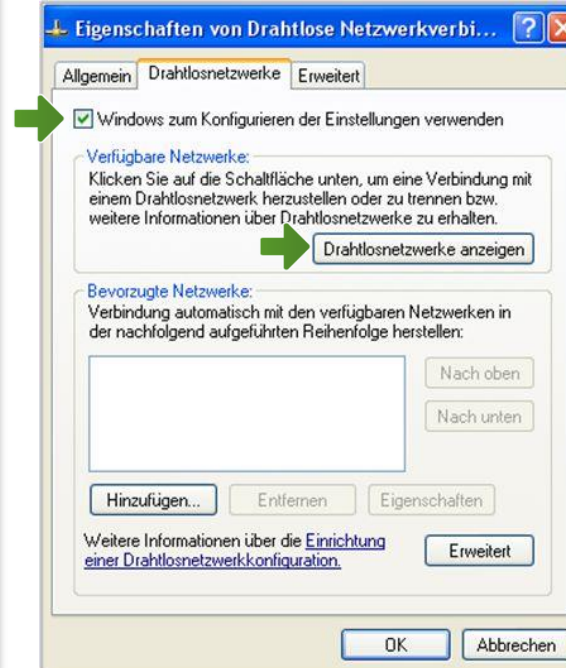 Eigenschaften von Drahtlose Netzwerkverbi...
Allgemein Drahtlosnetzwerke Erweitert
Windows zum Konfigurieren der Einstellungen verwenden
Verfügbare Netzwerke:
Klicken Sie auf die Schaltfläche unten, um eine Verbindung mit
einem Drahtlosnetzwerk herzustellen oder zu trennen bzw.
weitere Informationen über Drahtlosnetzwerke zu erhalten.
Drahtlosnetzwerke anzeigen
Bevorzugte Netzwerke:
Verbindung automatisch mit den verfügbaren Netzwerken in
der nachfolgend aufgeführten Reihenfolge herstellen:
Nach oben
Nach unten
Hinzufügen... Entfernen Eigenschaften
Weitere Informationen über die Einrichtung
einer Drahtlosnetzwerkkonfiguration.
Erweitert
OK Abbrechen